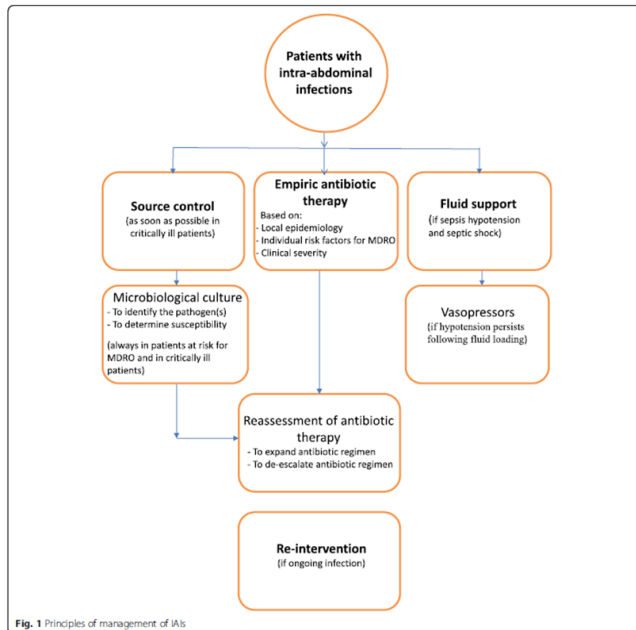 Patients with
intra-abdominal
infections
Source control
(as soon as possible in
critically ill patients)
Empiric antibiotic
therapy
Based on:
- Local epidemiology
- Individual risk factors for MDRO
- Clinical severity
Fluid support
(if sepsis hypotension
and septic shock)
Microbiological culture
- To identify the pathogen(s)
- To determine susceptibility
(always in patients at risk for
MDRO and in critically ill
patients)
Vasopressors
(if hypotension persists
following fluid loading)
Reassessment of antibiotic
therapy
- To expand antibiotic regimen
- To de-escalate antibiotic regimen
Re-intervention
(if ongoing infection)
Fig. 1 Principles of management of IAIs